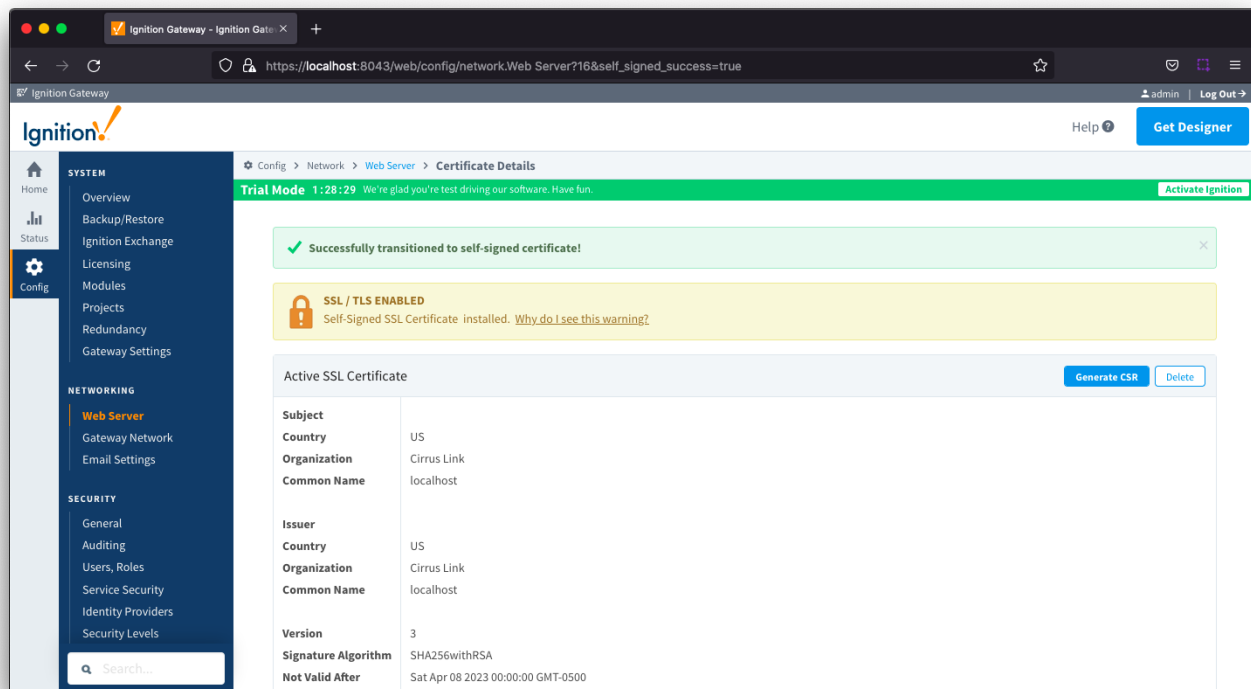 Ignition Gateway - Ignition Gate
https://localhost:8043/web/config/network.Web Server?16&self_signed_success=true
Ignition Gateway
admin | Log Out
Ignition!
Help
Get Designer
Home
Status
Config
SYSTEM
Overview
Backup/Restore
Ignition Exchange
Licensing
Modules
Projects
Redundancy
Gateway Settings
NETWORKING
Web Server
Gateway Network
Email Settings
SECURITY
General
Auditing
Users, Roles
Service Security
Identity Providers
Security Levels
Search...
Config > Network > Web Server > Certificate Details
Trial Mode 1:28:29 We're glad you're test driving our software. Have fun.
Activate Ignition
Successfully transitioned to self-signed certificate!
SSL / TLS ENABLED
Self-Signed SSL Certificate installed. Why do I see this warning?
Active SSL Certificate
Generate CSR
Delete
Subject
Country US
Organization Cirrus Link
Common Name localhost
Issuer
Country US
Organization Cirrus Link
Common Name localhost
Version 3
Signature Algorithm SHA256withRSA
Not Valid After Sat Apr 08 2023 00:00:00 GMT-0500